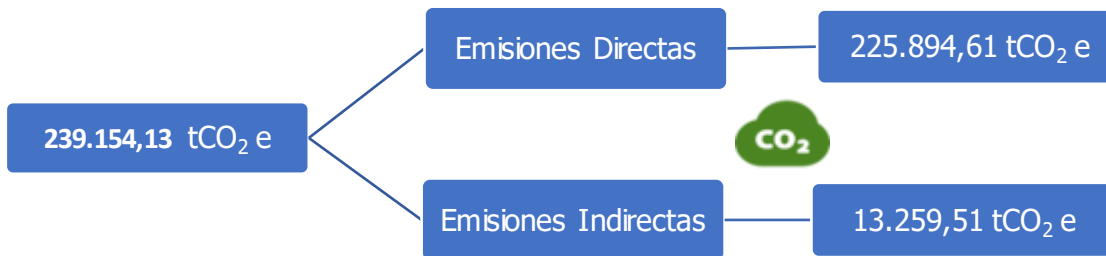 Emisiones Directas
225.894,61 tCO₂ e
239.154,13 tCO₂ e
CO₂
Emisiones Indirectas
13.259,51 tCO₂ e